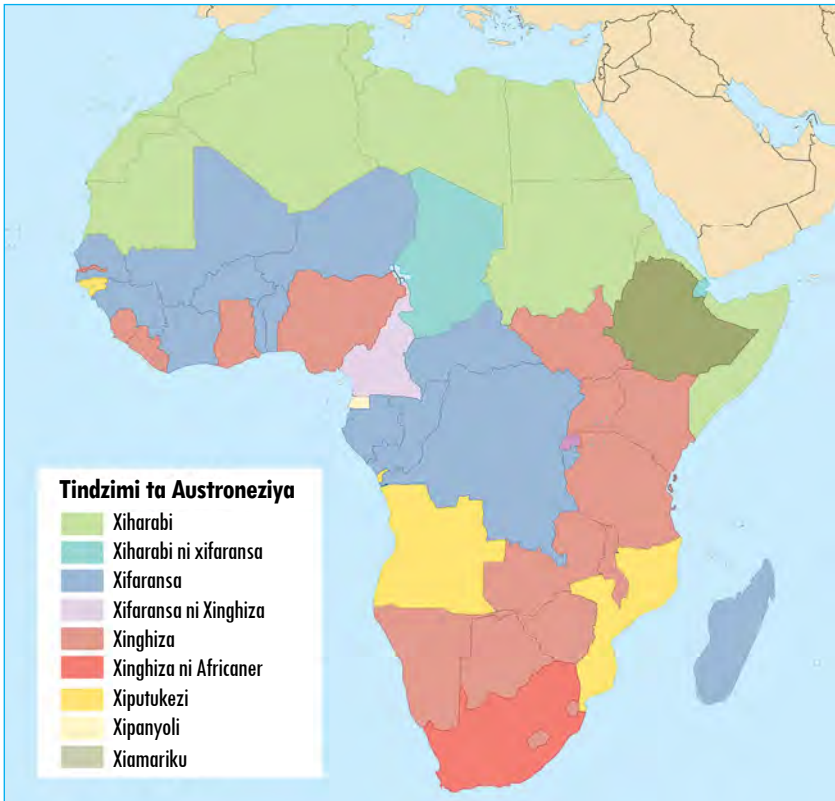 Tindzimi ta Austroneziya
Xiharabi
Xiharabi ni xifaransa
Xifaransa
Xifaransa ni Xinghiza
Xinghiza
Xinghiza ni Africaner
Xiputukezi
Xipanyoli
Xiamariku